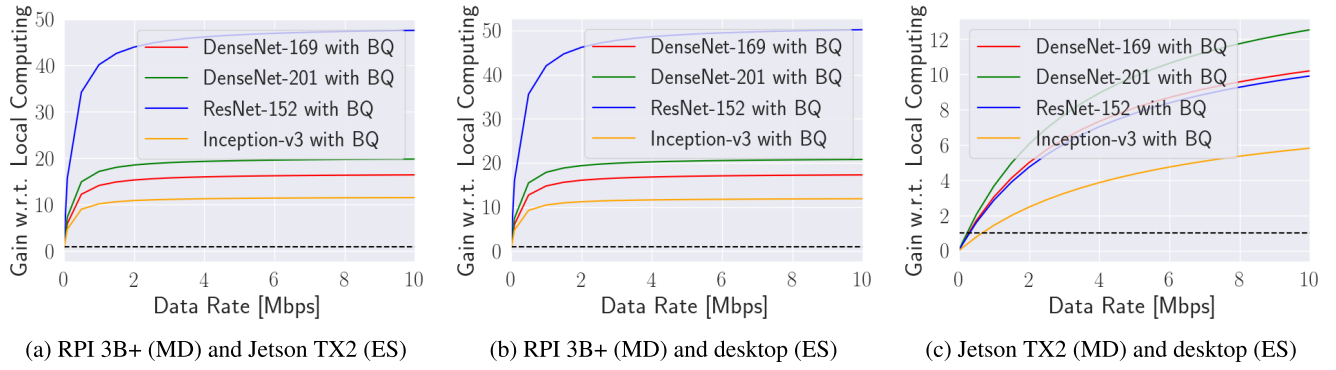 Gain w.r.t. Local Computing
50
40
30
20
10
0
DenseNet-169 with BQ
DenseNet-201 with BQ
ResNet-152 with BQ
Inception-v3 with BQ
0 2 4 6 8 10
Data Rate [Mbps]
(a) RPI 3B+ (MD) and Jetson TX2 (ES)
Gain w.r.t. Local Computing
50
40
30
20
10
0
DenseNet-169 with BQ
DenseNet-201 with BQ
ResNet-152 with BQ
Inception-v3 with BQ
0 2 4 6 8 10
Data Rate [Mbps]
(b) RPI 3B+ (MD) and desktop (ES)
Gain w.r.t. Local Computing
12
10
8
6
4
2
0
DenseNet-169 with BQ
DenseNet-201 with BQ
ResNet-152 with BQ
Inception-v3 with BQ
0 2 4 6 8 10
Data Rate [Mbps]
(c) Jetson TX2 (MD) and desktop (ES)